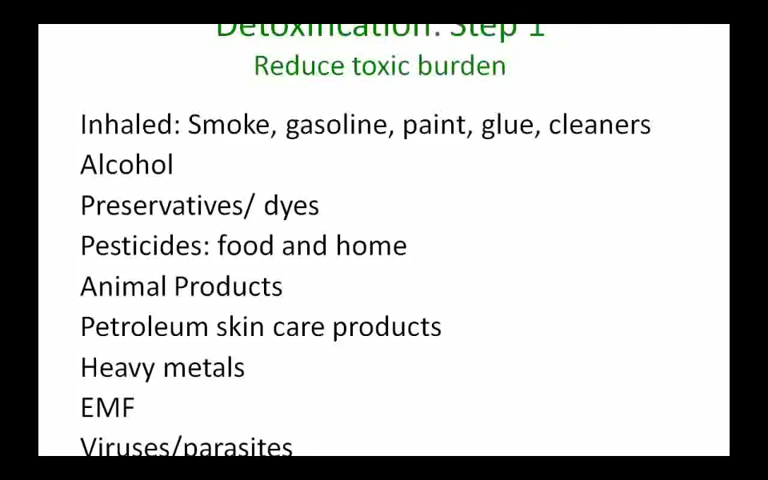 Detoxification: Step 1
Reduce toxic burden
Inhaled: Smoke, gasoline, paint, glue, cleaners
Alcohol
Preservatives/ dyes
Pesticides: food and home
Animal Products
Petroleum skin care products
Heavy metals
EMF
Viruses/parasites